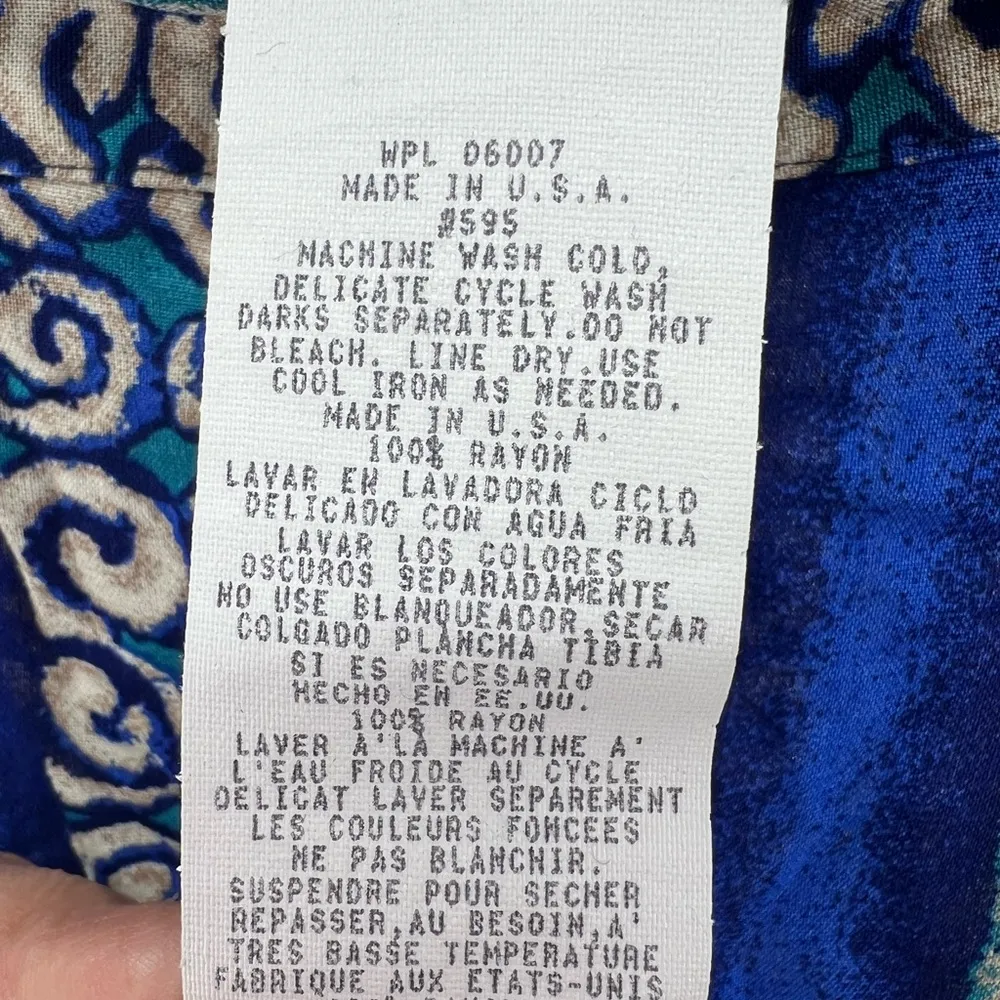 WPL 06007
MADE IN U.S.A.
#595
MACHINE WASH COLD,
DELICATE CYCLE WASH
DARKS SEPARATELY.DO NOT
BLEACH. LINE DRY.USE
COOL IRON AS NEEDED.
MADE IN U.S.A.
100% RAYON
LAVAR EN LAVADORA CICLO
DELICADO CON AGUA FRIA
LAVAR LOS COLORES
OSCUROS SEPARADAMENTE
NO USE BLANQUEADOR,SECAR
COLGADO PLANCHA TIBIA
SI ES NECESARIO
HECHO EN EE.UU.
100% RAYON
LAVER A'LA MACHINE A'
L'EAU FROIDE AU CYCLE
DELICAT LAVER SEPAREMENT
LES COULEURS FONCEES
NE PAS BLANCHIR.
SUSPENDRE POUR SECHER
REPASSER,AU BESOIN,A'
TRES BASSE TEMPERATURE
FABRIQUE AUX ETATS-UNIS